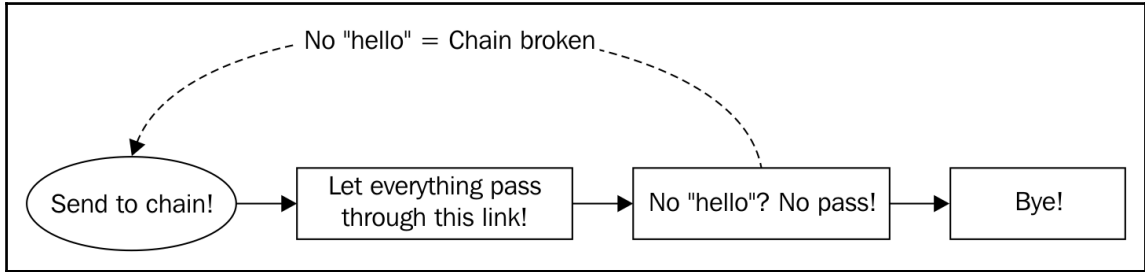 No "hello" = Chain broken
Send to chain!
Let everything pass
through this link!
No "hello"? No pass!
Bye!